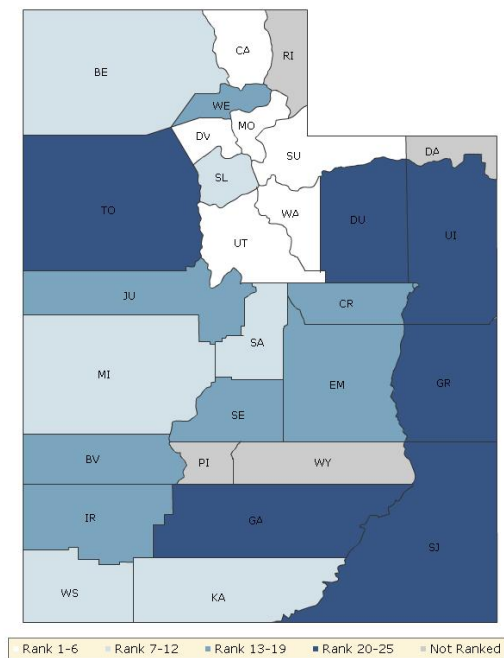 CA
RI
BE
WE
MO
DV
SU
DA
SL
TO
WA
DU
UI
UT
JU
CR
SA
MI
EM
GR
SE
BV
PI
WY
IR
GA
SJ
WS
KA
Rank 1-6 Rank 7-12 Rank 13-19 Rank 20-25 Not Ranked